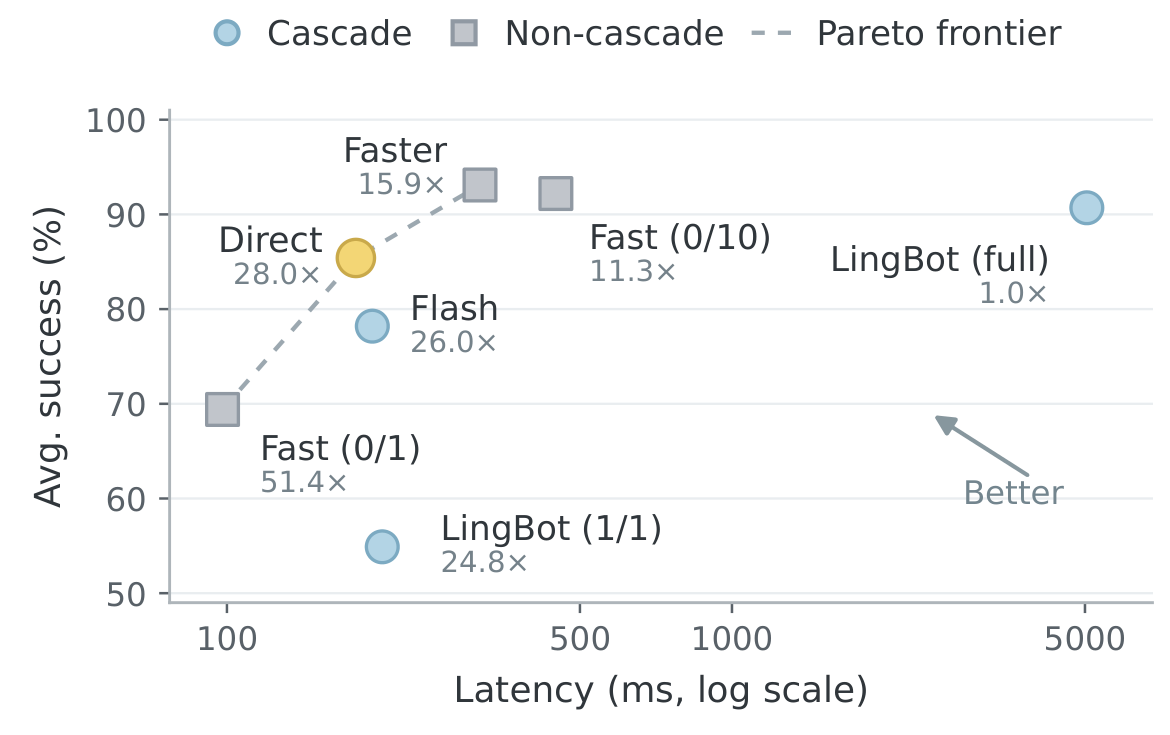 Cascade
Non-cascade
Pareto frontier
Avg. success (%)
100
90
80
70
60
50
Faster
15.9×
Direct
28.0×
Fast (0/10)
11.3×
LingBot (full)
1.0×
Flash
26.0×
Fast (0/1)
51.4×
Better
LingBot (1/1)
24.8×
100
500
1000
5000
Latency (ms, log scale)